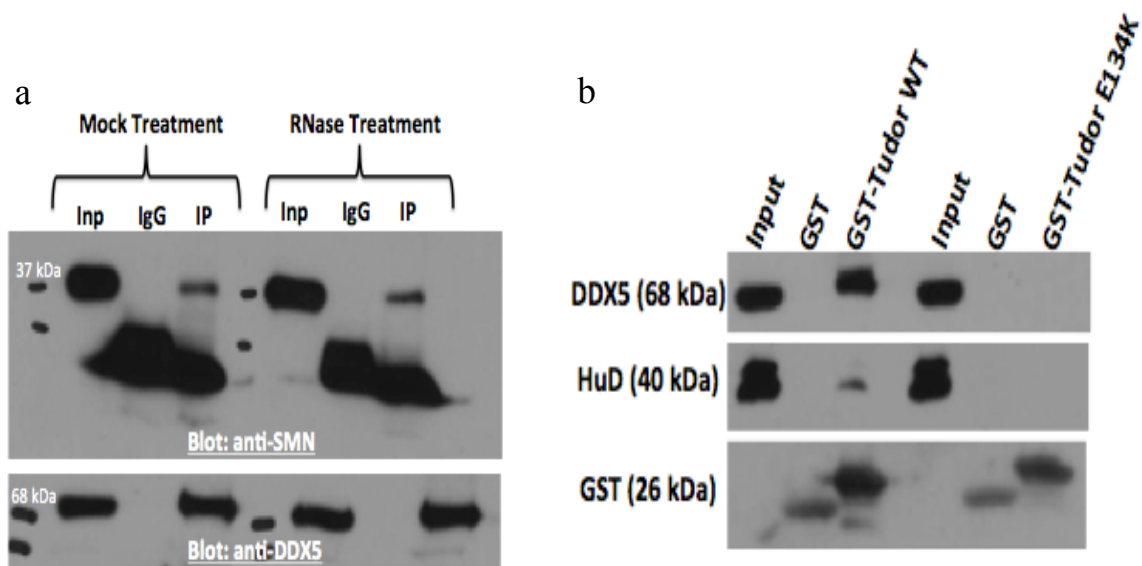 a
Mock Treatment
RNase Treatment
Inp
IgG
IP
Inp
IgG
IP
37 kDa
Blot: anti-SMN
68 kDa
Blot: anti-DDX5
b
Input
GST
GST-Tudor WT
Input
GST
GST-Tudor E134K
DDX5 (68 kDa)
HuD (40 kDa)
GST (26 kDa)